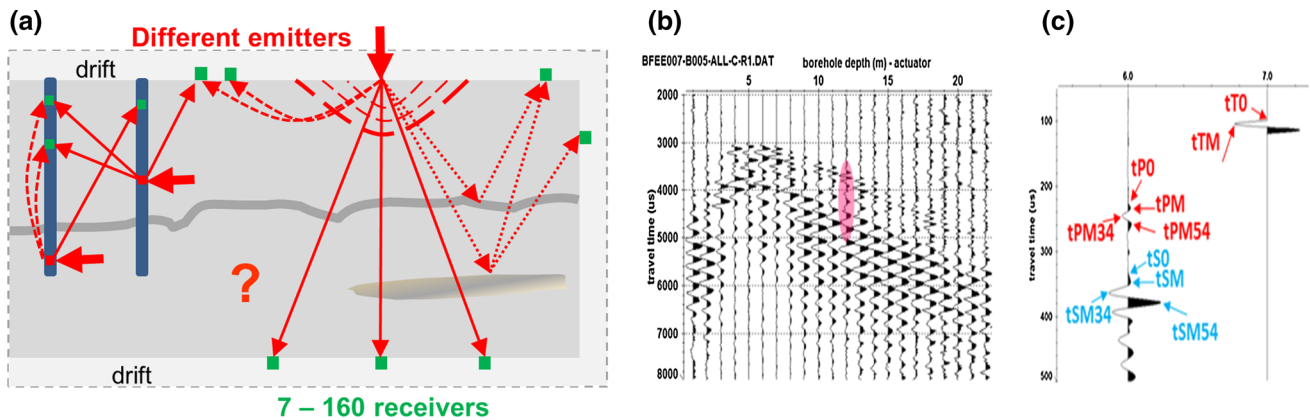 (a)
Different emitters
drift
?
drift
7 – 160 receivers
(b)
BFEE007-B005-ALL-C-R1.DAT borehole depth (m) - actuator
5 10 15 20
travel time (us)
2000
3000
4000
5000
6000
7000
8000
(c)
6.0 7.0
travel time (us)
100
200
300
400
500
tT0
tTM
tP0
tPM
tPM34
tPM54
tS0
tSM
tSM34
tSM54